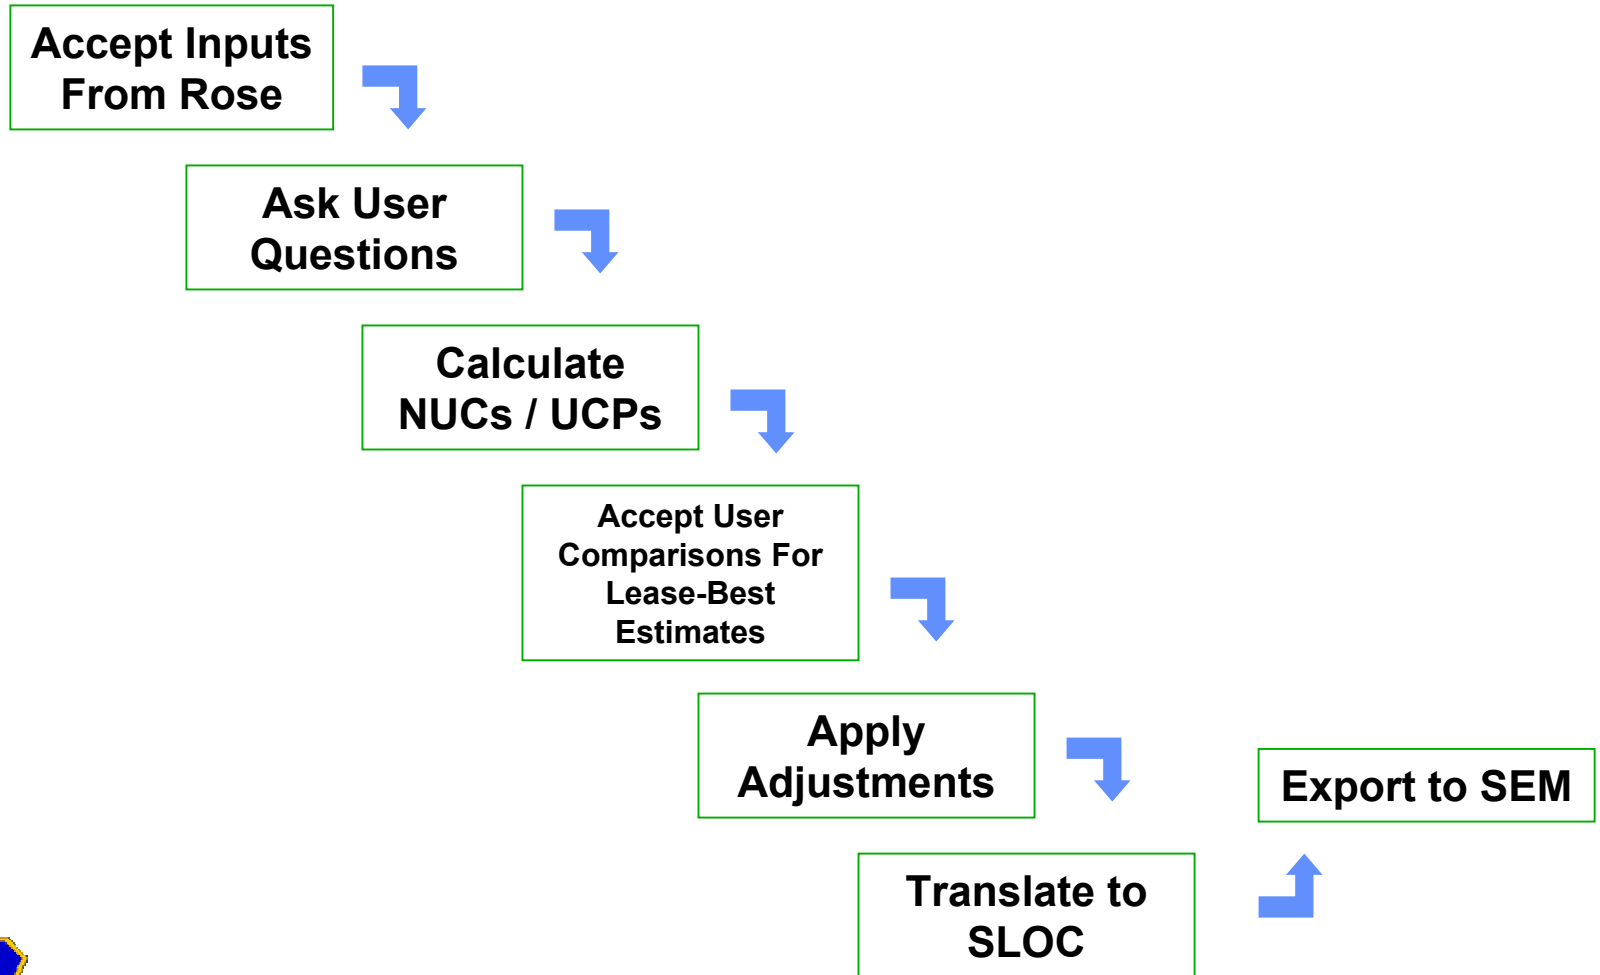 Accept Inputs
From Rose
Ask User
Questions
Calculate
NUCs / UCPs
Accept User
Comparisons For
Lease-Best
Estimates
Apply
Adjustments
Export to SEM
Translate to
SLOC